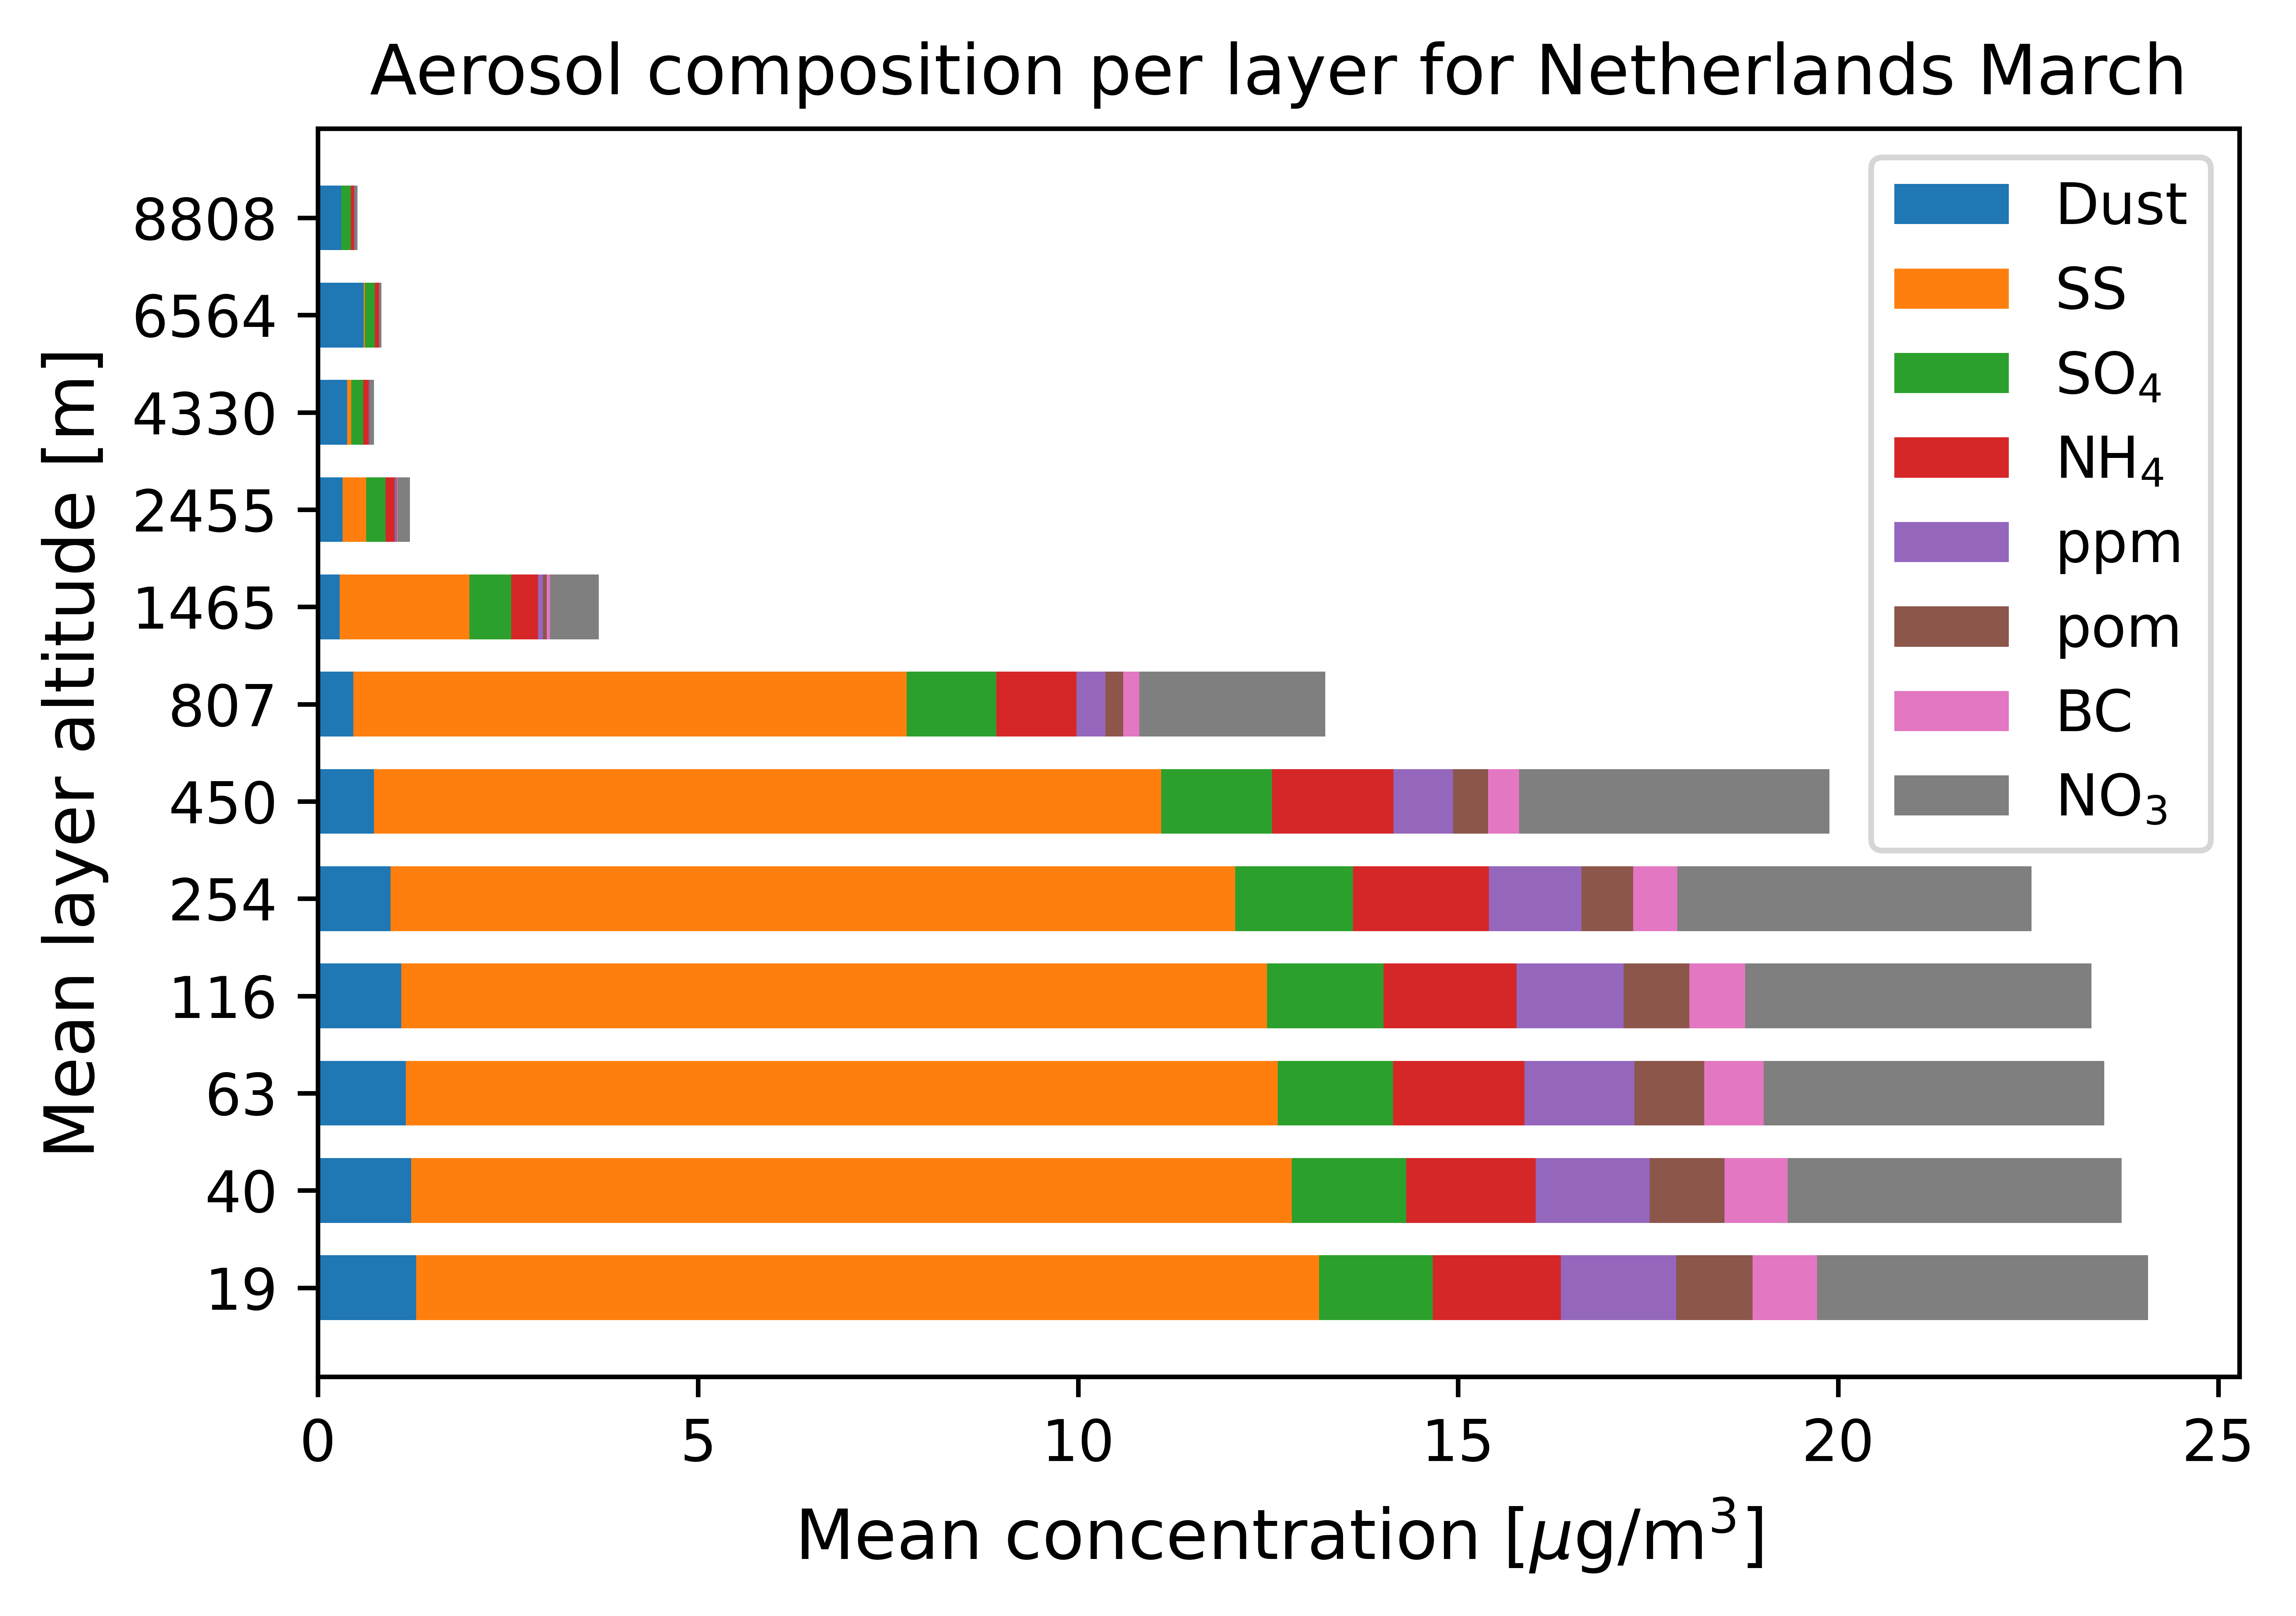 Aerosol composition per layer for Netherlands March
Mean layer altitude [m]
8808
6564
4330
2455
1465
807
450
254
116
63
40
19
Dust
SS
SO₄
NH₄
ppm
pom
BC
NO₃
0 5 10 15 20 25
Mean concentration [μg/m³]